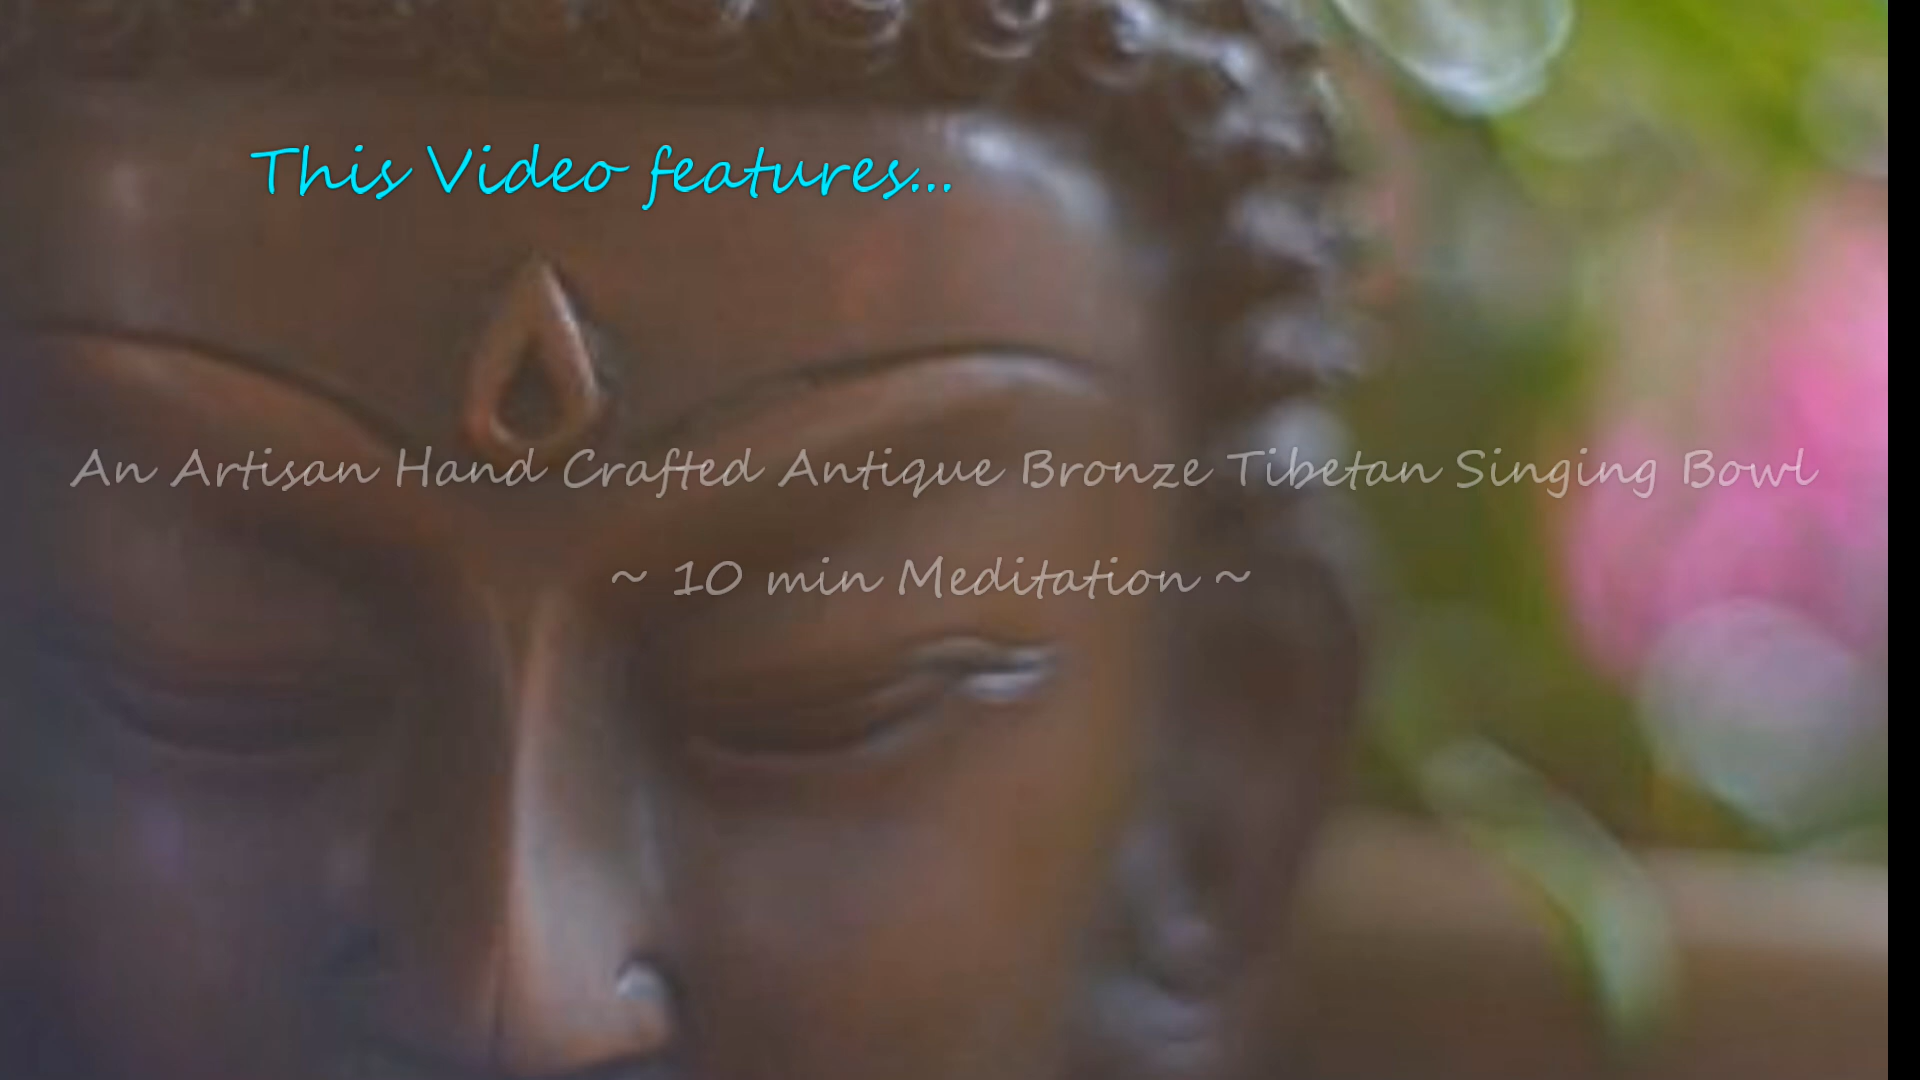 This Video features...
An Artisan Hand Crafted Antique Bronze Tibetan Singing Bowl
~ 10 min Meditation ~